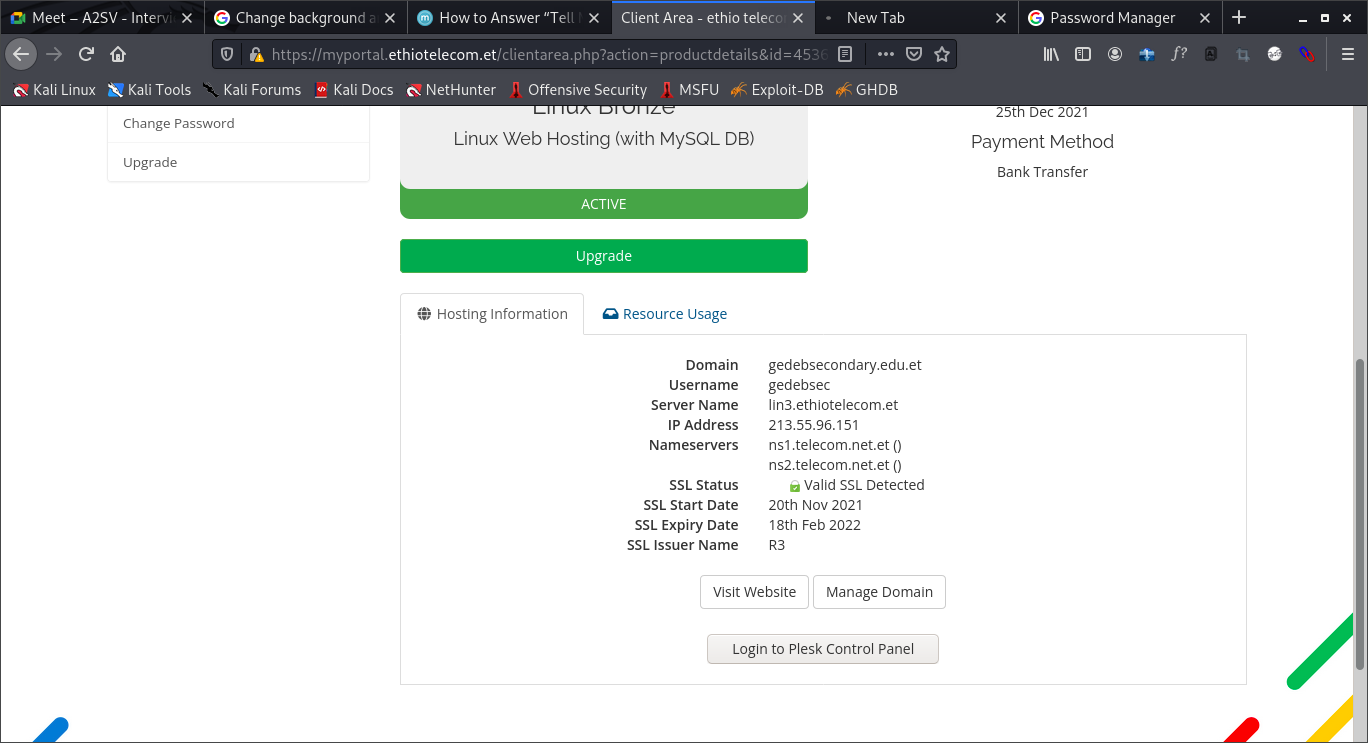 Meet – A2SV - Intervi
Change background a
How to Answer “Tell M
Client Area - ethio teleco
New Tab
Password Manager
https://myportal.ethiotelecom.et/clientarea.php?action=productdetails&id=4536
Kali Linux
Kali Tools
Kali Forums
Kali Docs
NetHunter
Offensive Security
MSFU
Exploit-DB
GHDB
Change Password
Upgrade
Linux Bronze
Linux Web Hosting (with MySQL DB)
ACTIVE
Upgrade
25th Dec 2021
Payment Method
Bank Transfer
Hosting Information
Resource Usage
Domain gedebsecondary.edu.et
Username gedebsec
Server Name lin3.ethiotelecom.et
IP Address 213.55.96.151
Nameservers ns1.telecom.net.et ()
ns2.telecom.net.et ()
SSL Status Valid SSL Detected
SSL Start Date 20th Nov 2021
SSL Expiry Date 18th Feb 2022
SSL Issuer Name R3
Visit Website
Manage Domain
Login to Plesk Control Panel